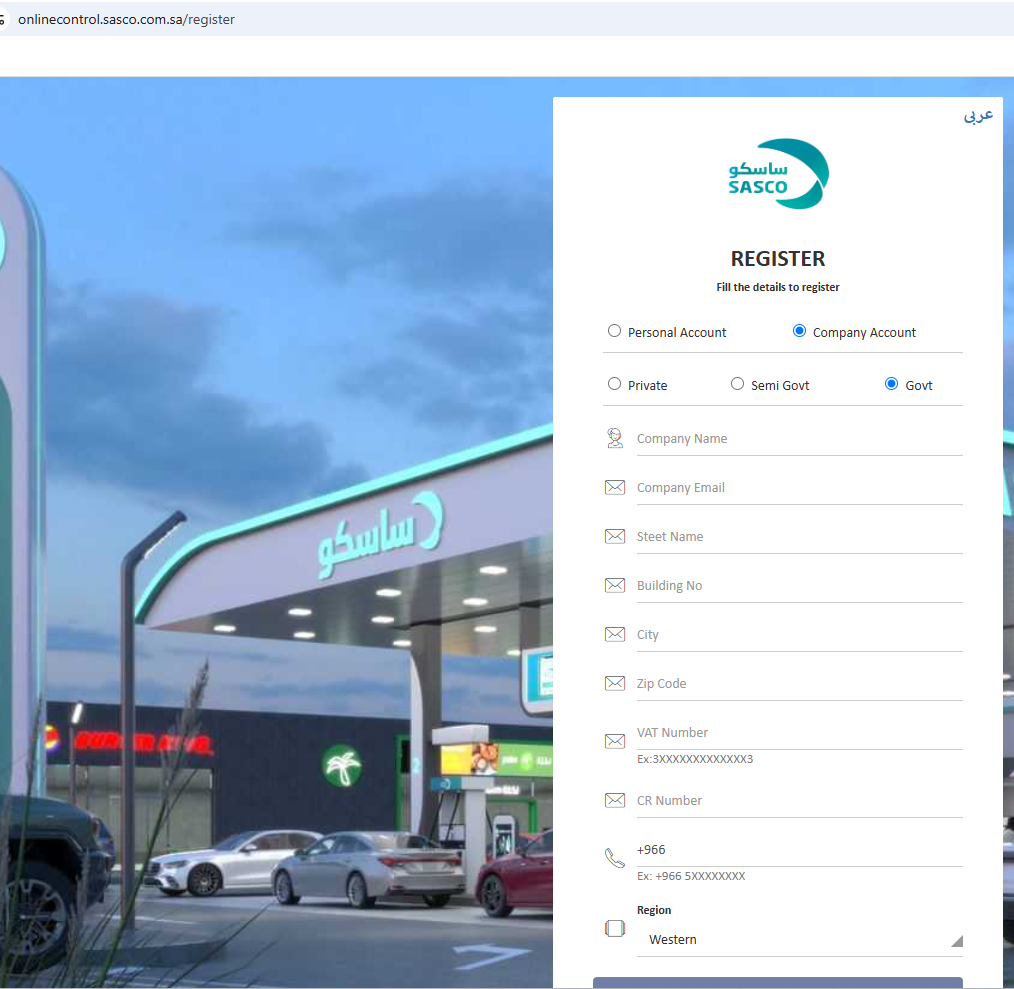 onlinecontrol.sasco.com.sa/register
عربى
ساسكو
SASCO
REGISTER
Fill the details to register
Personal Account
Company Account
Private
Semi Govt
Govt
Company Name
Company Email
Steet Name
Building No
City
Zip Code
VAT Number
Ex:3XXXXXXXXXXXXX3
CR Number
+966
Ex: +966 5XXXXXXXX
Region
Western
ساسكو
BURGER KING
2